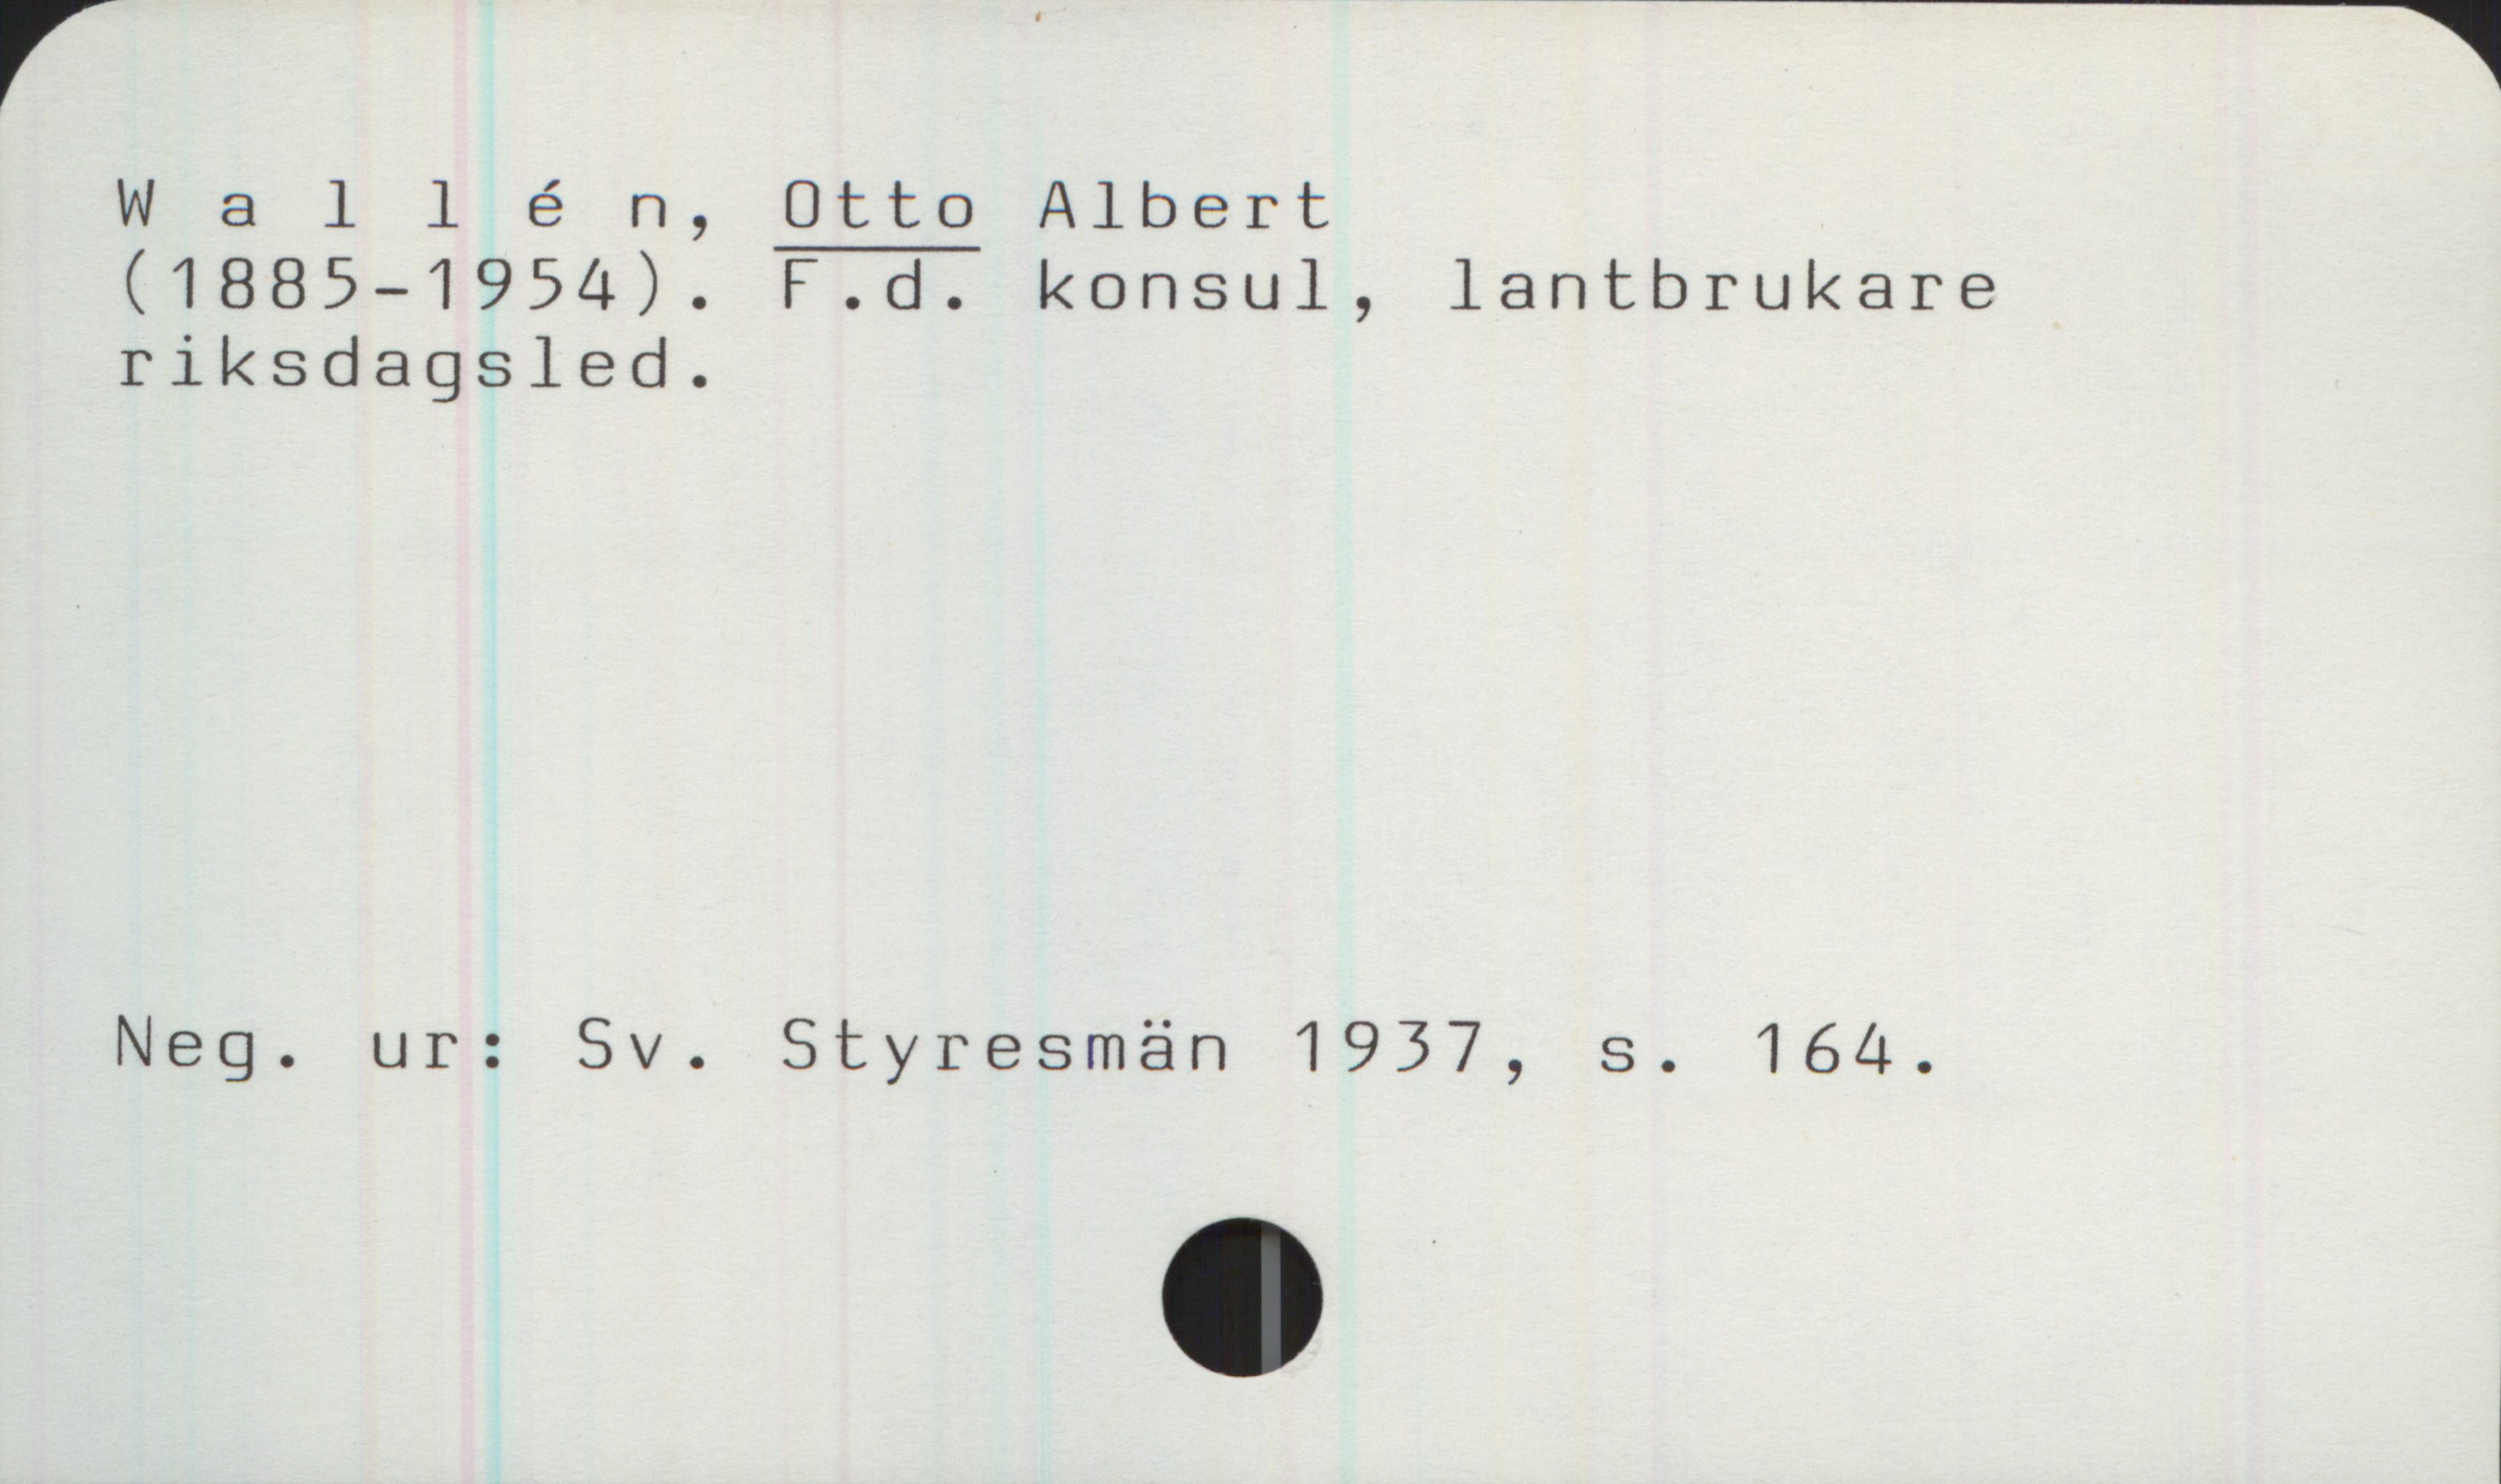 W a l l é n, Otto Albert
(1885-1954). F.d. konsul, lantbrukare
riksdagsled.
Neg. ur: Sv. Styresmän 1937, s. 164.